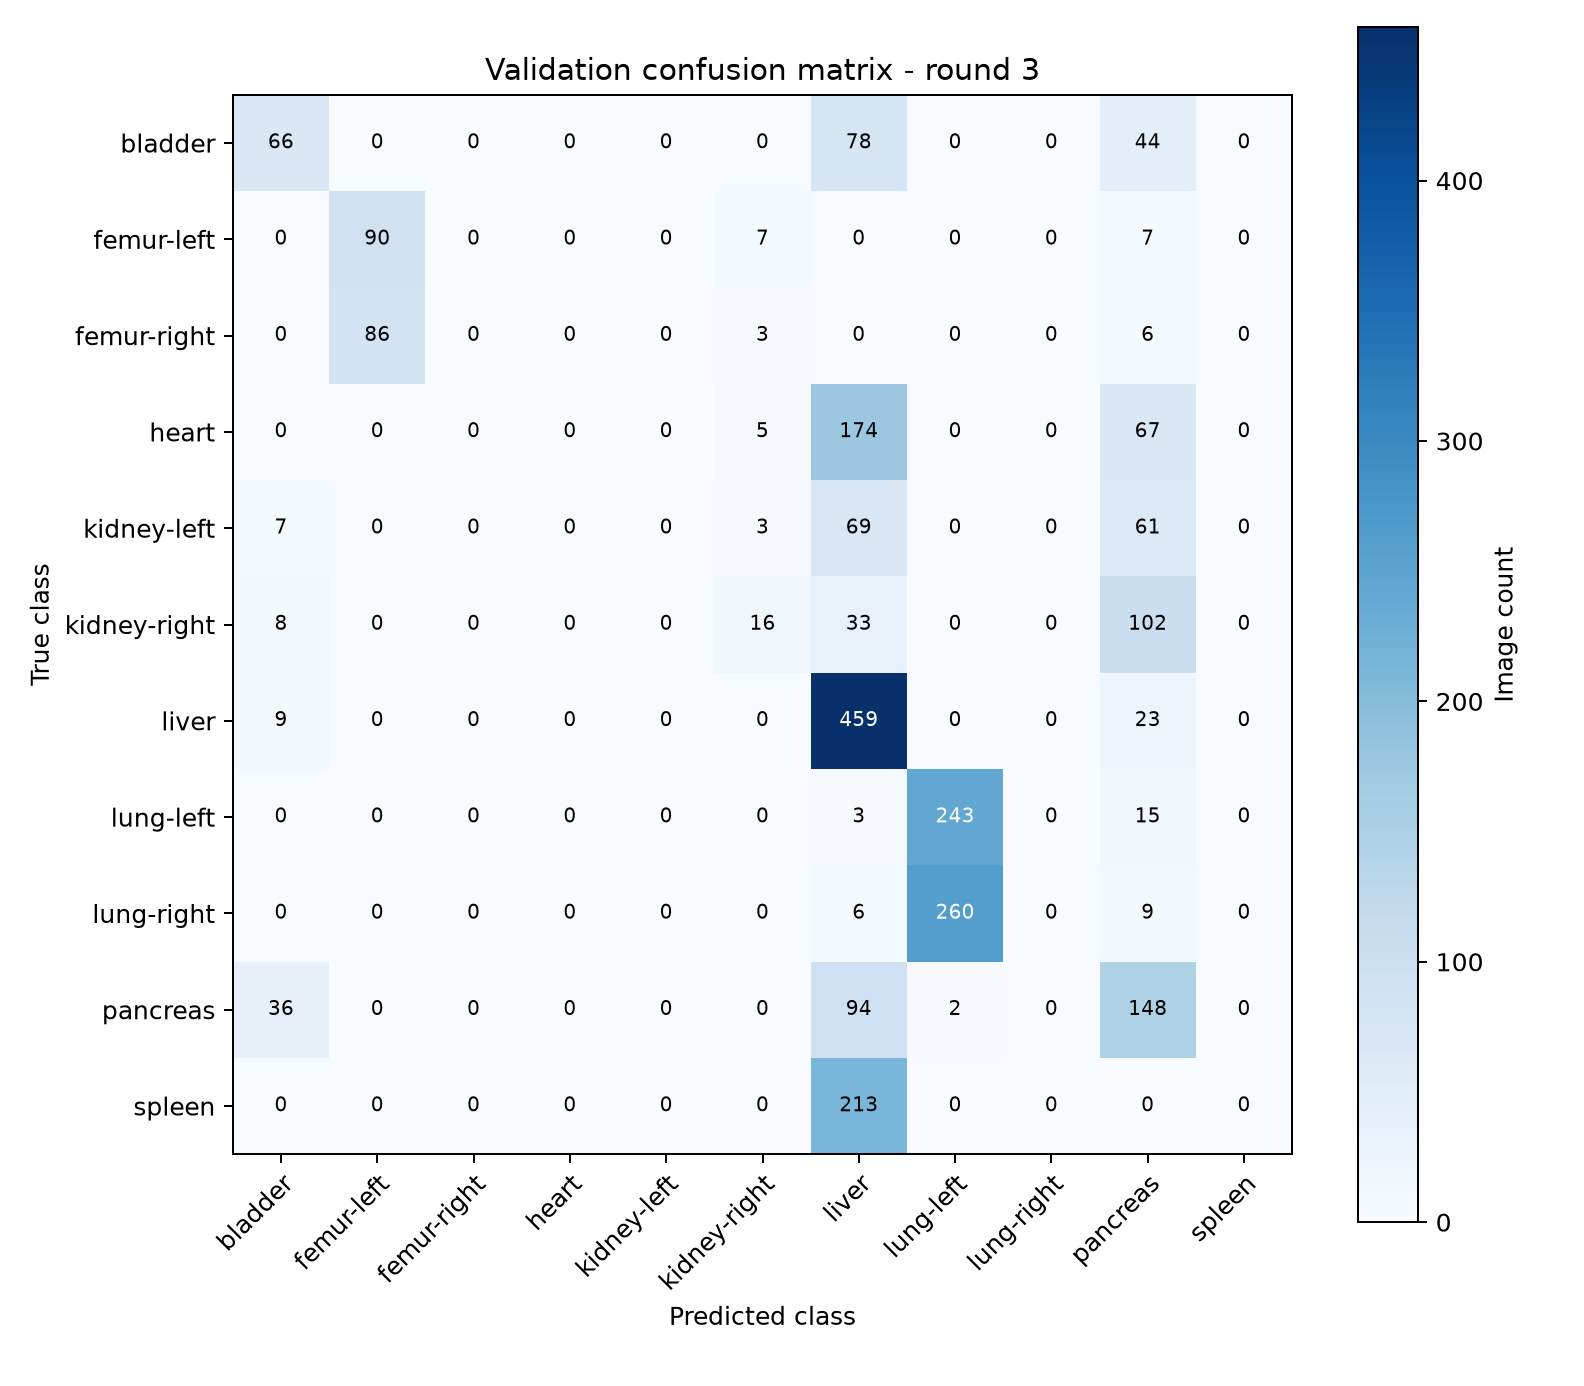 Validation confusion matrix - round 3
True class
bladder 66 0 0 0 0 0 78 0 0 44 0
femur-left 0 90 0 0 0 7 0 0 0 7 0
femur-right 0 86 0 0 0 3 0 0 0 6 0
heart 0 0 0 0 0 5 174 0 0 67 0
kidney-left 7 0 0 0 0 3 69 0 0 61 0
kidney-right 8 0 0 0 0 16 33 0 0 102 0
liver 9 0 0 0 0 0 459 0 0 23 0
lung-left 0 0 0 0 0 0 3 243 0 15 0
lung-right 0 0 0 0 0 0 6 260 0 9 0
pancreas 36 0 0 0 0 0 94 2 0 148 0
spleen 0 0 0 0 0 0 213 0 0 0 0
bladder femur-left femur-right heart kidney-left kidney-right liver lung-left lung-right pancreas spleen
Predicted class
400
300
200
100
0
Image count